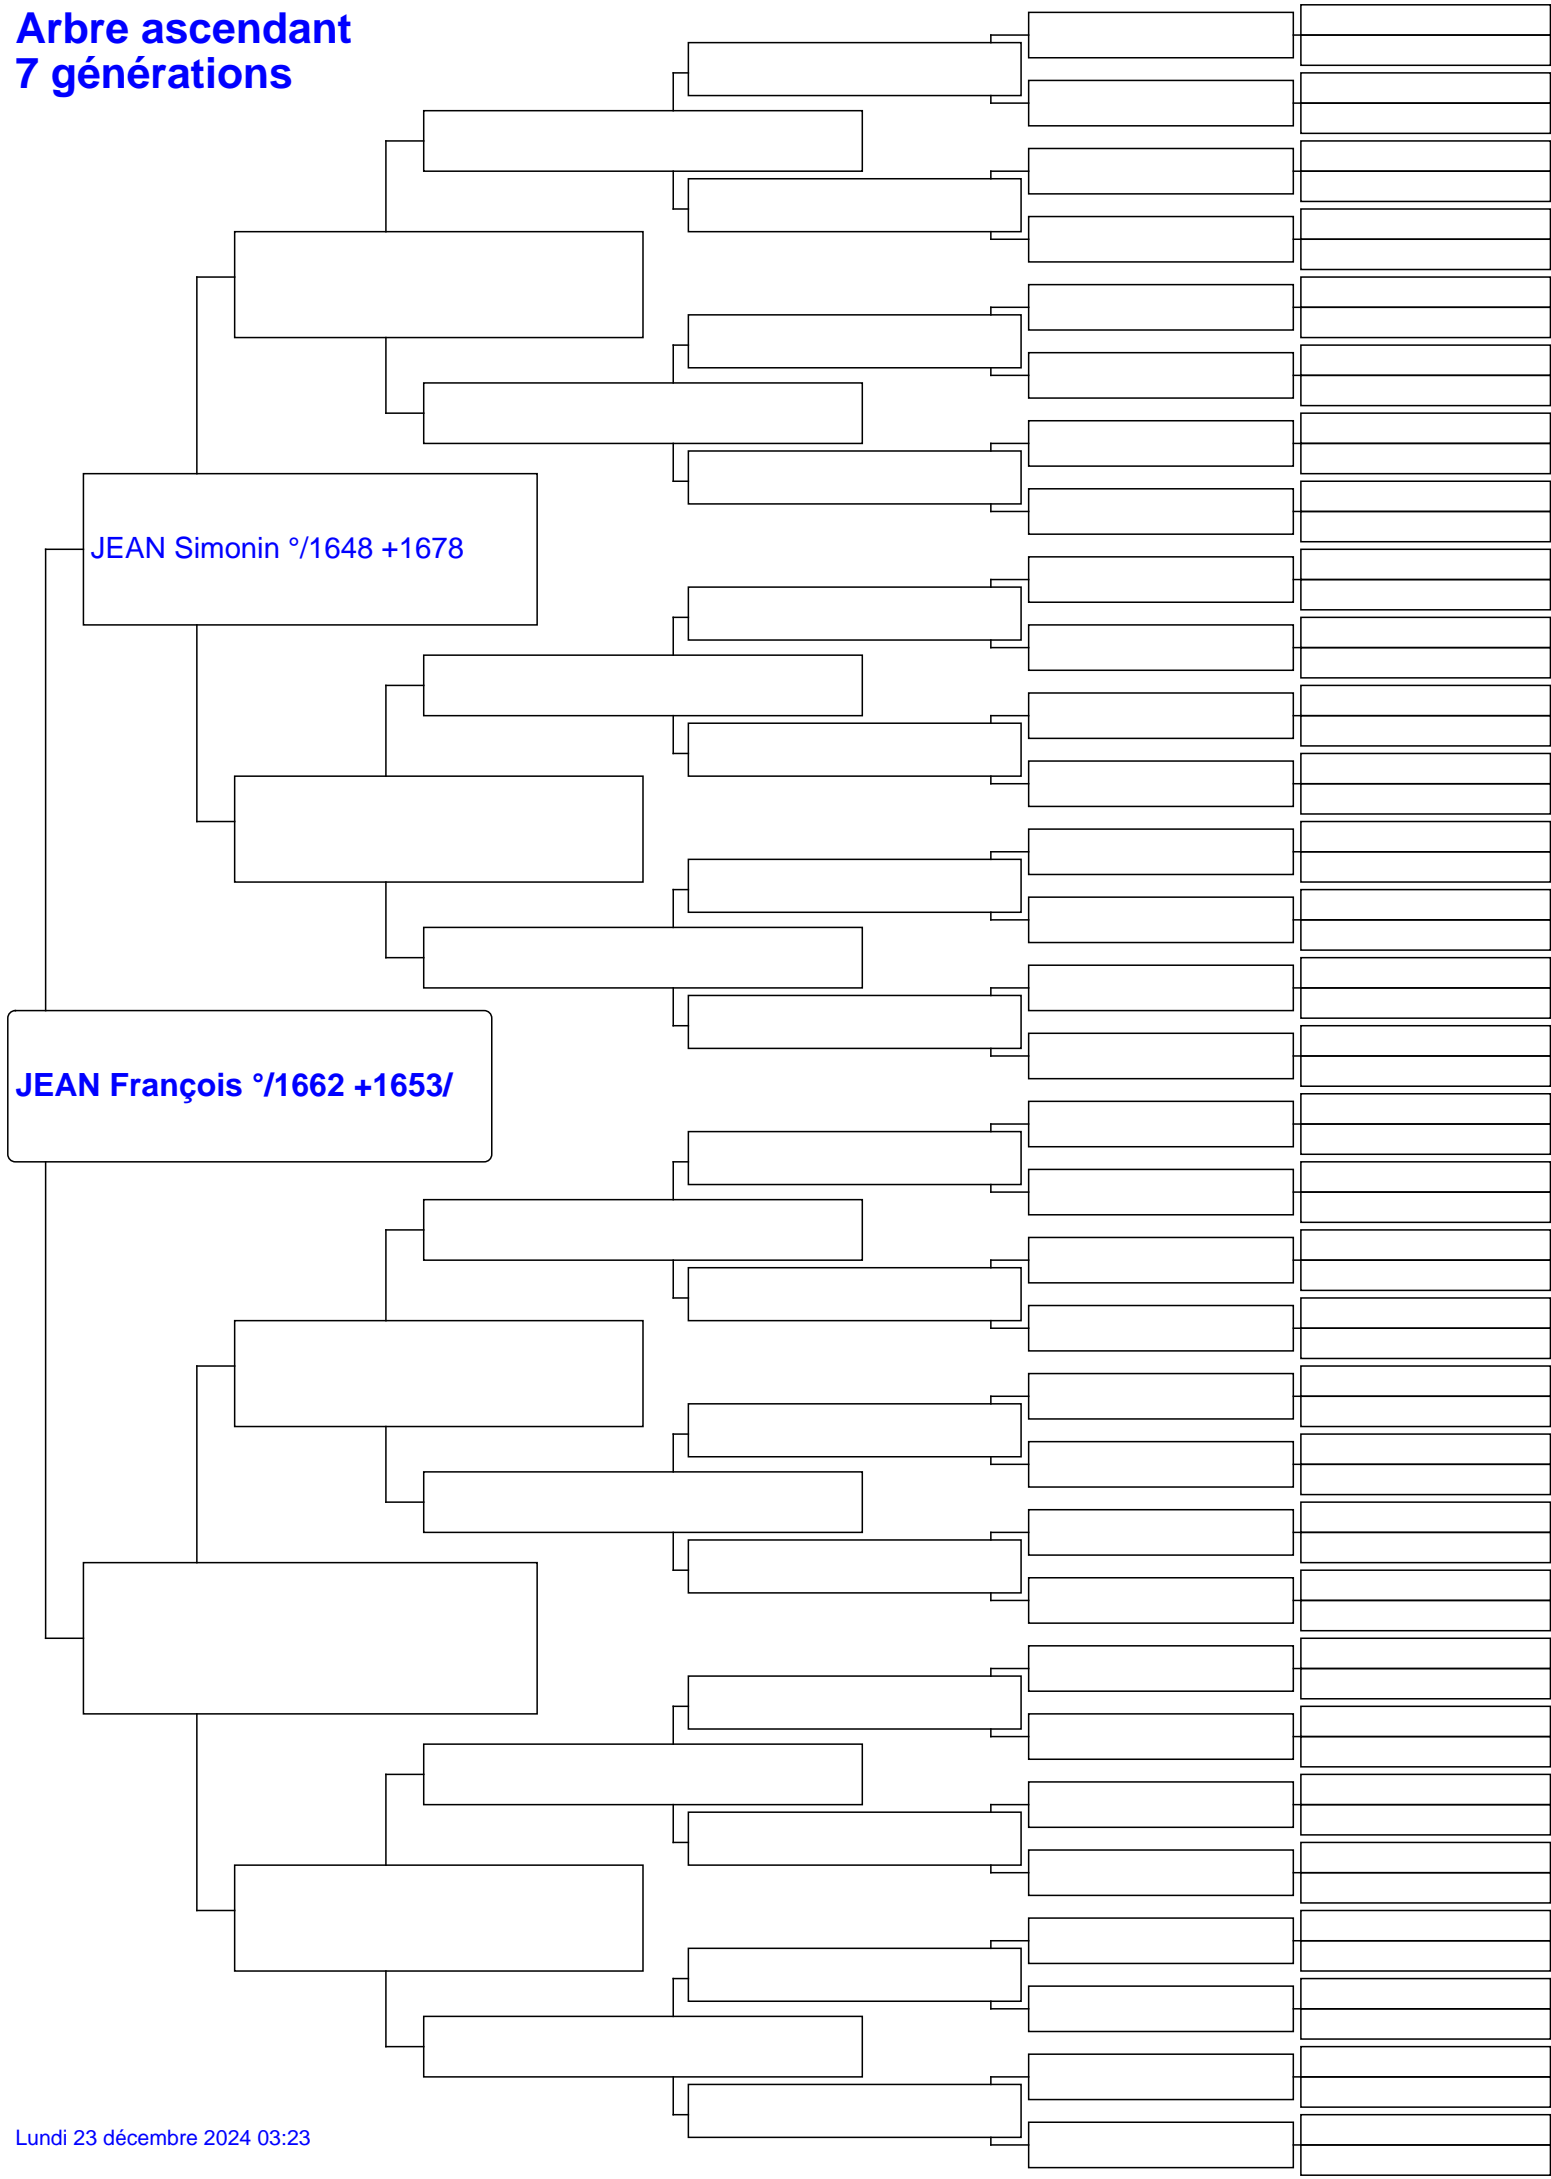 Arbre ascendant
7 générations
JEAN Simonin °/1648 +1678
JEAN François °/1662 +1653/
Lundi 23 décembre 2024 03:23